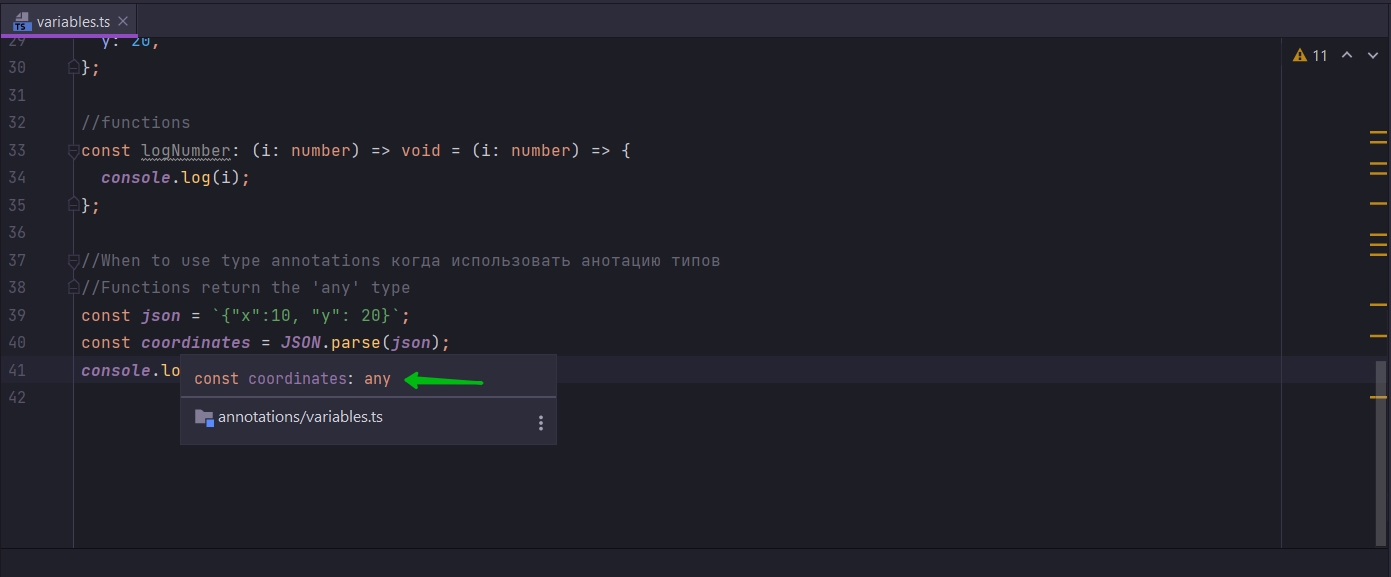 TS variables.ts
11
29 y: 20,
30 };
31
32 //functions
33 const logNumber: (i: number) => void = (i: number) => {
34 console.log(i);
35 };
36
37 //When to use type annotations когда использовать анотацию типов
38 //Functions return the 'any' type
39 const json = `{"x":10, "y": 20}`;
40 const coordinates = JSON.parse(json);
41 console.lo
const coordinates: any
42
annotations/variables.ts